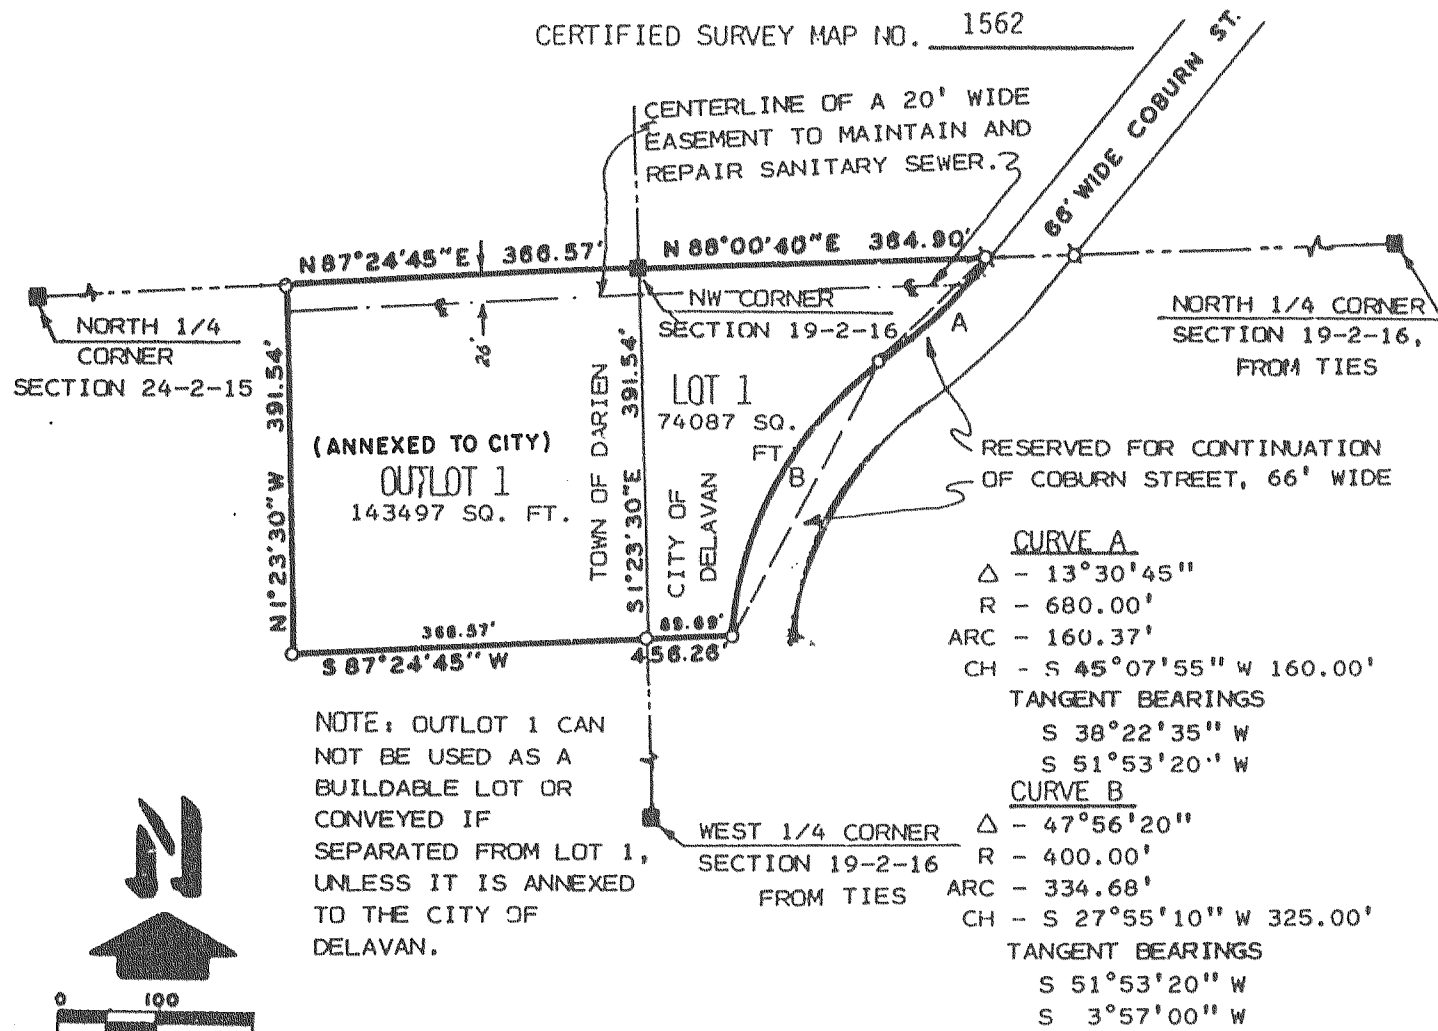 CERTIFIED SURVEY MAP NO. 1562
66' WIDE COBURN ST.
CENTERLINE OF A 20' WIDE
EASEMENT TO MAINTAIN AND
REPAIR SANITARY SEWER.
N 87°24'45"E 366.57'
N 88°00'40"E 364.90'
NORTH 1/4
CORNER
SECTION 24-2-15
NW CORNER
SECTION 19-2-16
NORTH 1/4 CORNER
SECTION 19-2-16,
FROM TIES
26'
A
N 1°23'30"W 391.54'
(ANNEXED TO CITY)
OUTLOT 1
143497 SQ. FT.
TOWN OF DARIEN
S 1°23'30"E 391.54'
CITY OF
DELAVAN
LOT 1
74087 SQ.
FT.
B
RESERVED FOR CONTINUATION
OF COBURN STREET, 66' WIDE
366.57'
S 87°24'45" W
89.69'
456.26'
CURVE A
Δ - 13°30'45"
R - 680.00'
ARC - 160.37'
CH - S 45°07'55" W 160.00'
TANGENT BEARINGS
S 38°22'35" W
S 51°53'20" W
CURVE B
Δ - 47°56'20"
R - 400.00'
ARC - 334.68'
CH - S 27°55'10" W 325.00'
TANGENT BEARINGS
S 51°53'20" W
S 3°57'00" W
NOTE: OUTLOT 1 CAN
NOT BE USED AS A
BUILDABLE LOT OR
CONVEYED IF
SEPARATED FROM LOT 1,
UNLESS IT IS ANNEXED
TO THE CITY OF
DELAVAN.
WEST 1/4 CORNER
SECTION 19-2-16
FROM TIES
N
0 100